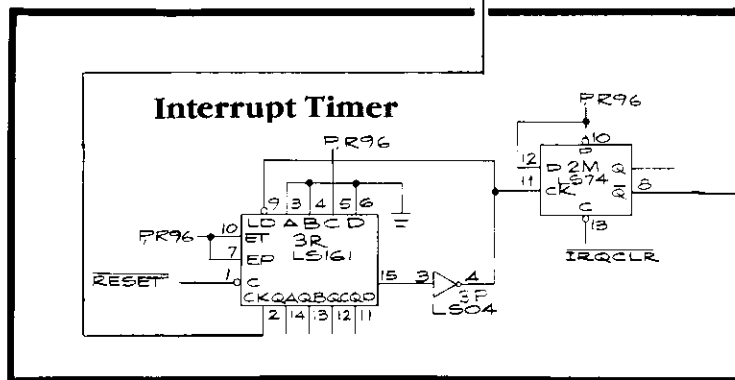 Interrupt Timer
P.R96
P.R96
12 D P 10
2M Q
11 CK LS74 Q 8
C
13
IRQCLR
9 3 4 5 6
LD A B C D
PR96 10 ET 3R
7 EP LS161
RESET 1 C 15 3 4
3P
LS04
CK QA QB QC QD
2 14 13 12 11